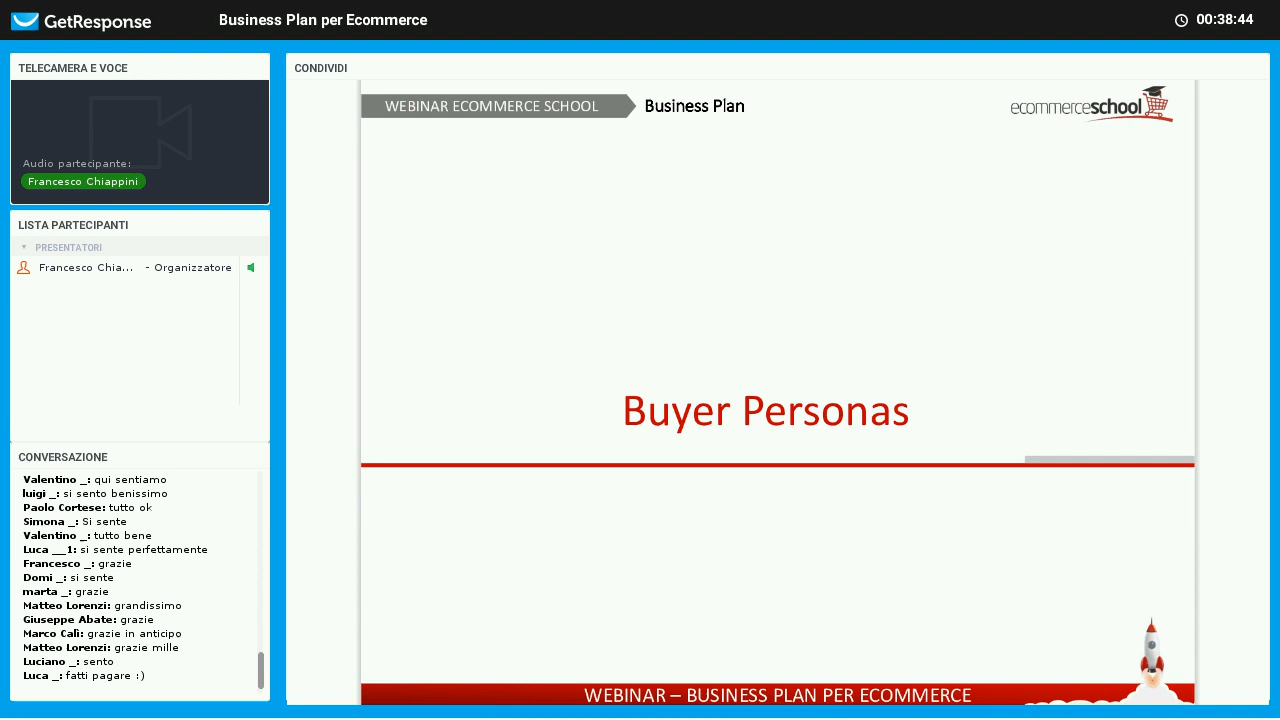 GetResponse
Business Plan per Ecommerce
00:38:44
TELECAMERA E VOCE
Audio partecipante:
Francesco Chiappini
LISTA PARTECIPANTI
PRESENTATORI
Francesco Chia... - Organizzatore
CONVERSAZIONE
Valentino _: qui sentiamo
luigi _: si sento benissimo
Paolo Cortese: tutto ok
Simona _: Si sente
Valentino _: tutto bene
Luca __1: si sente perfettamente
Francesco _: grazie
Domi _: si sente
marta _: grazie
Matteo Lorenzi: grandissimo
Giuseppe Abate: grazie
Marco Calì: grazie in anticipo
Matteo Lorenzi: grazie mille
Luciano _: sento
Luca _: fatti pagare :)
CONDIVIDI
WEBINAR ECOMMERCE SCHOOL
Business Plan
ecommerceschool
Buyer Personas
WEBINAR – BUSINESS PLAN PER ECOMMERCE